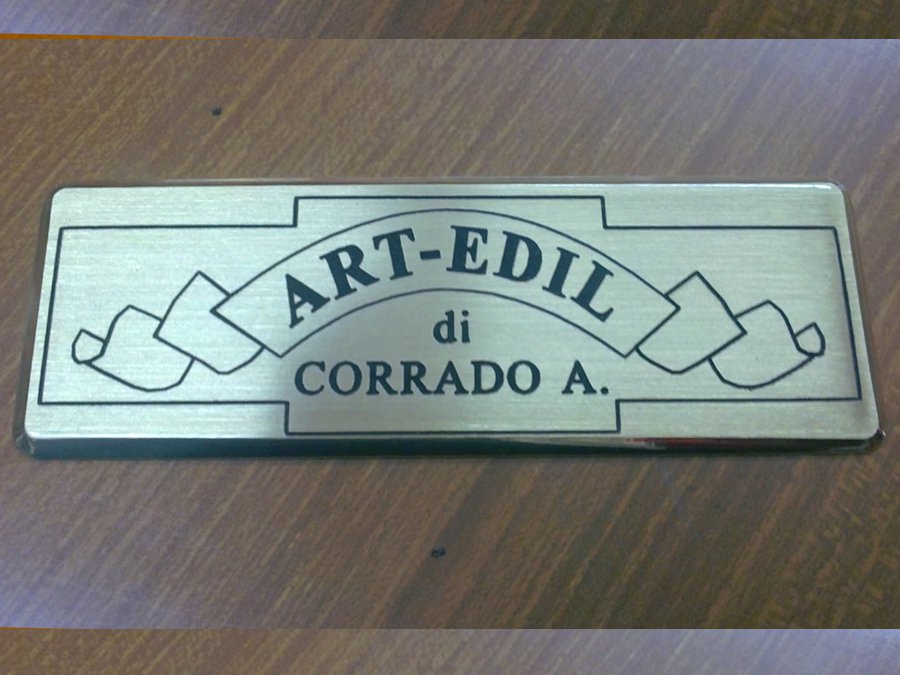 ART-EDIL
di
CORRADO A.